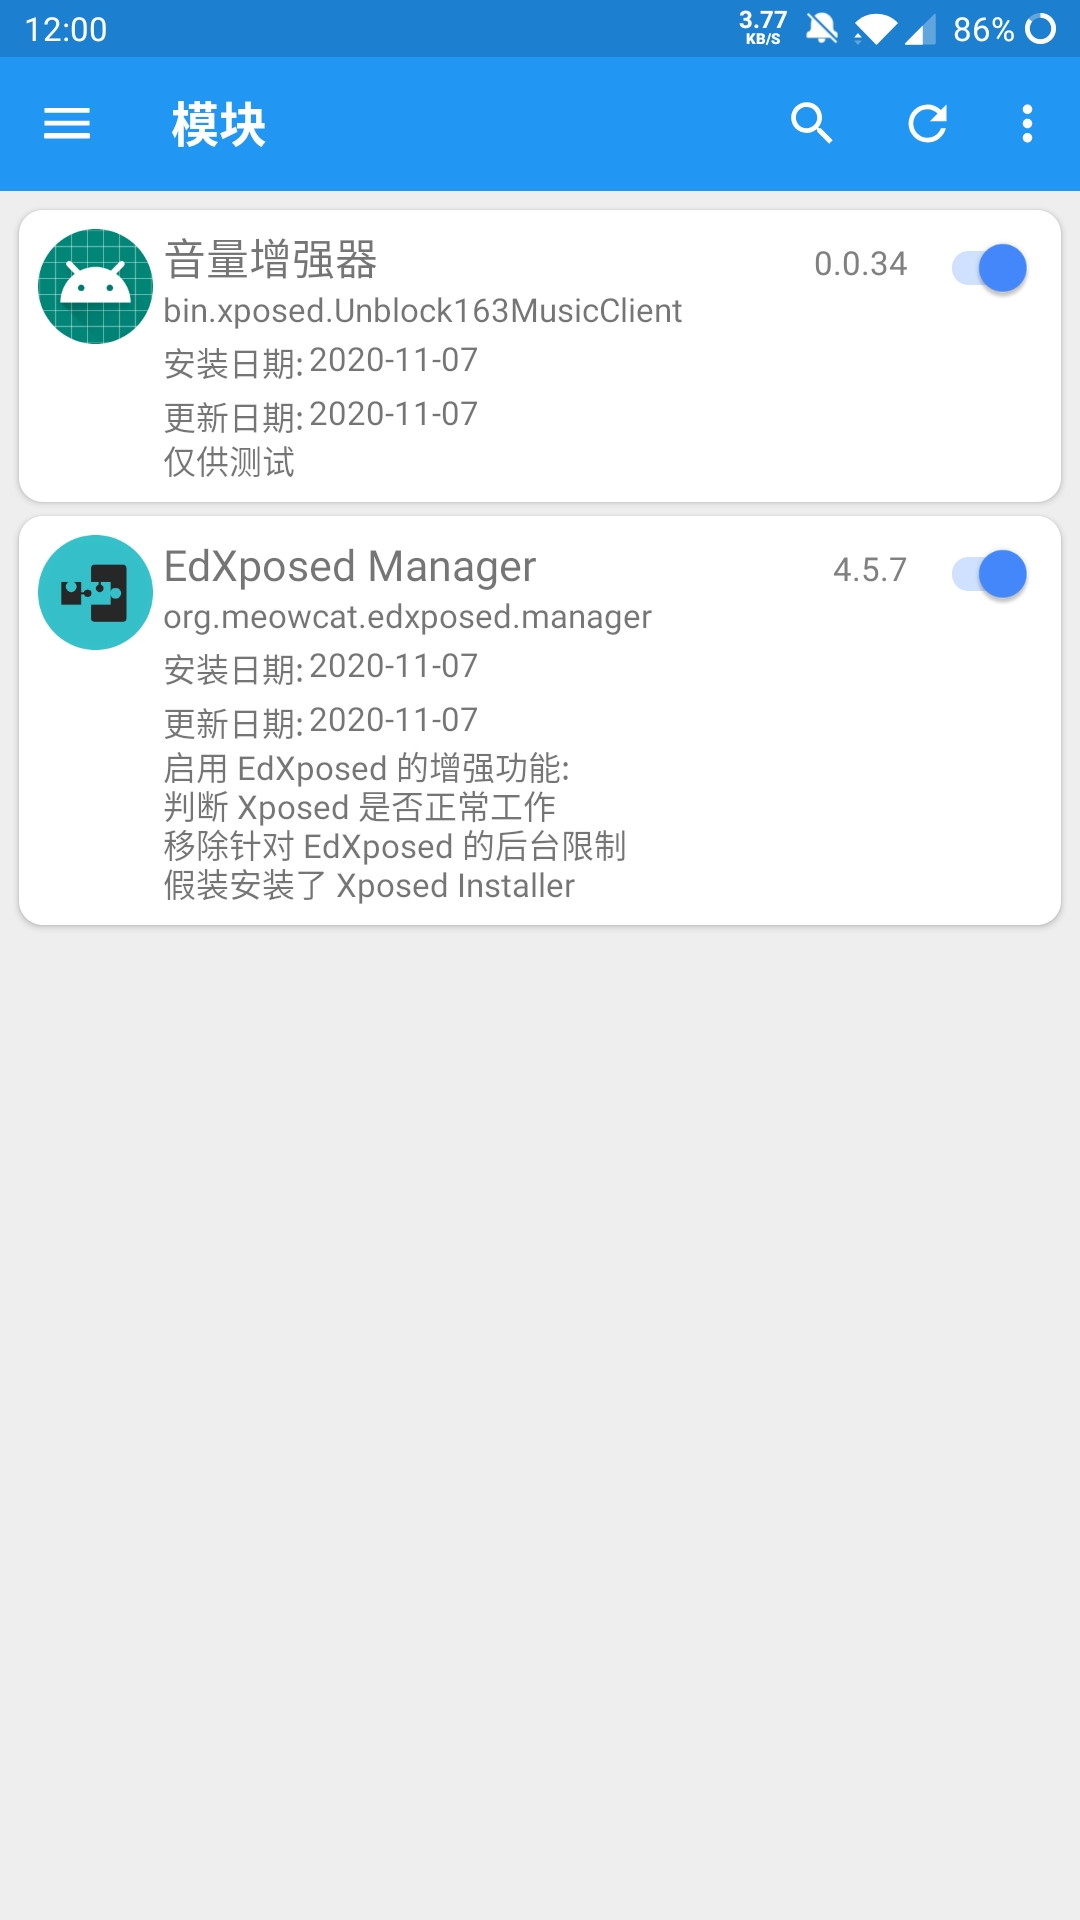 12:00
3.77
KB/S
86%
模块
音量增强器
0.0.34
bin.xposed.Unblock163MusicClient
安装日期: 2020-11-07
更新日期: 2020-11-07
仅供测试
EdXposed Manager
4.5.7
org.meowcat.edxposed.manager
安装日期: 2020-11-07
更新日期: 2020-11-07
启用 EdXposed 的增强功能:
判断 Xposed 是否正常工作
移除针对 EdXposed 的后台限制
假装安装了 Xposed Installer